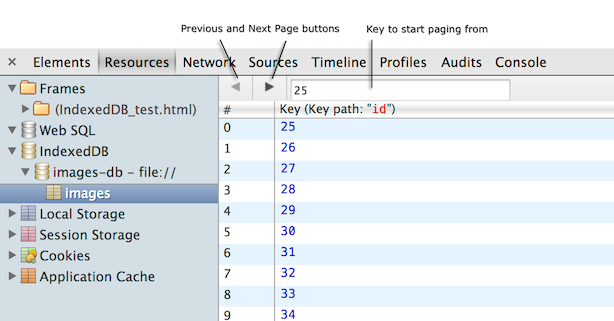 Previous and Next Page buttons Key to start paging from
× Elements Resources Network Sources Timeline Profiles Audits Console
Frames
25
(IndexedDB_test.html)
# Key (Key path: "id")
Web SQL
0 25
IndexedDB
1 26
images-db – file://
2 27
images
3 28
Local Storage
4 29
Session Storage
5 30
Cookies
6 31
Application Cache
7 32
8 33
9 34